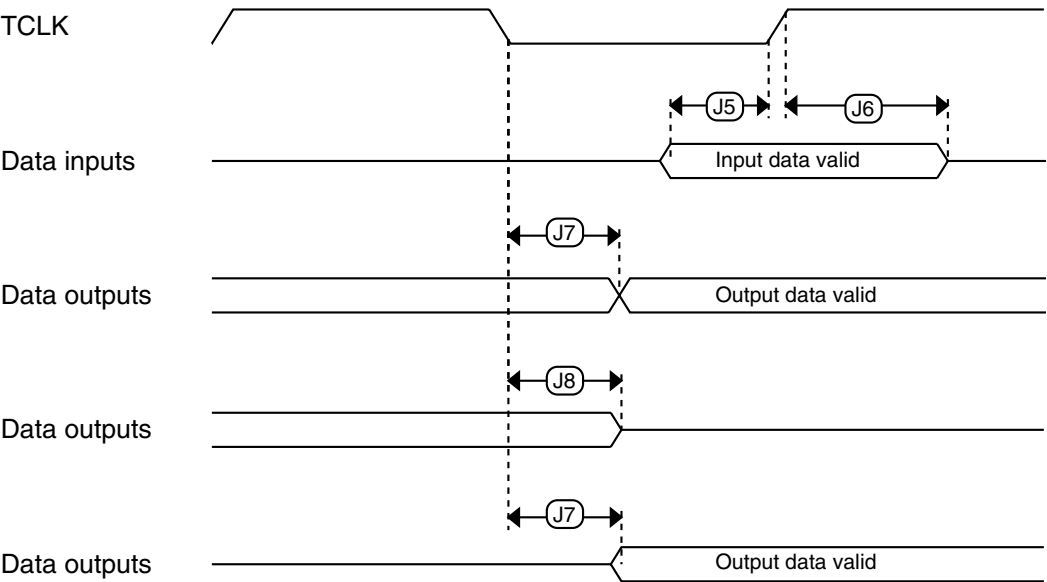 TCLK
J5
J6
Data inputs
Input data valid
J7
Data outputs
Output data valid
J8
Data outputs
J7
Data outputs
Output data valid